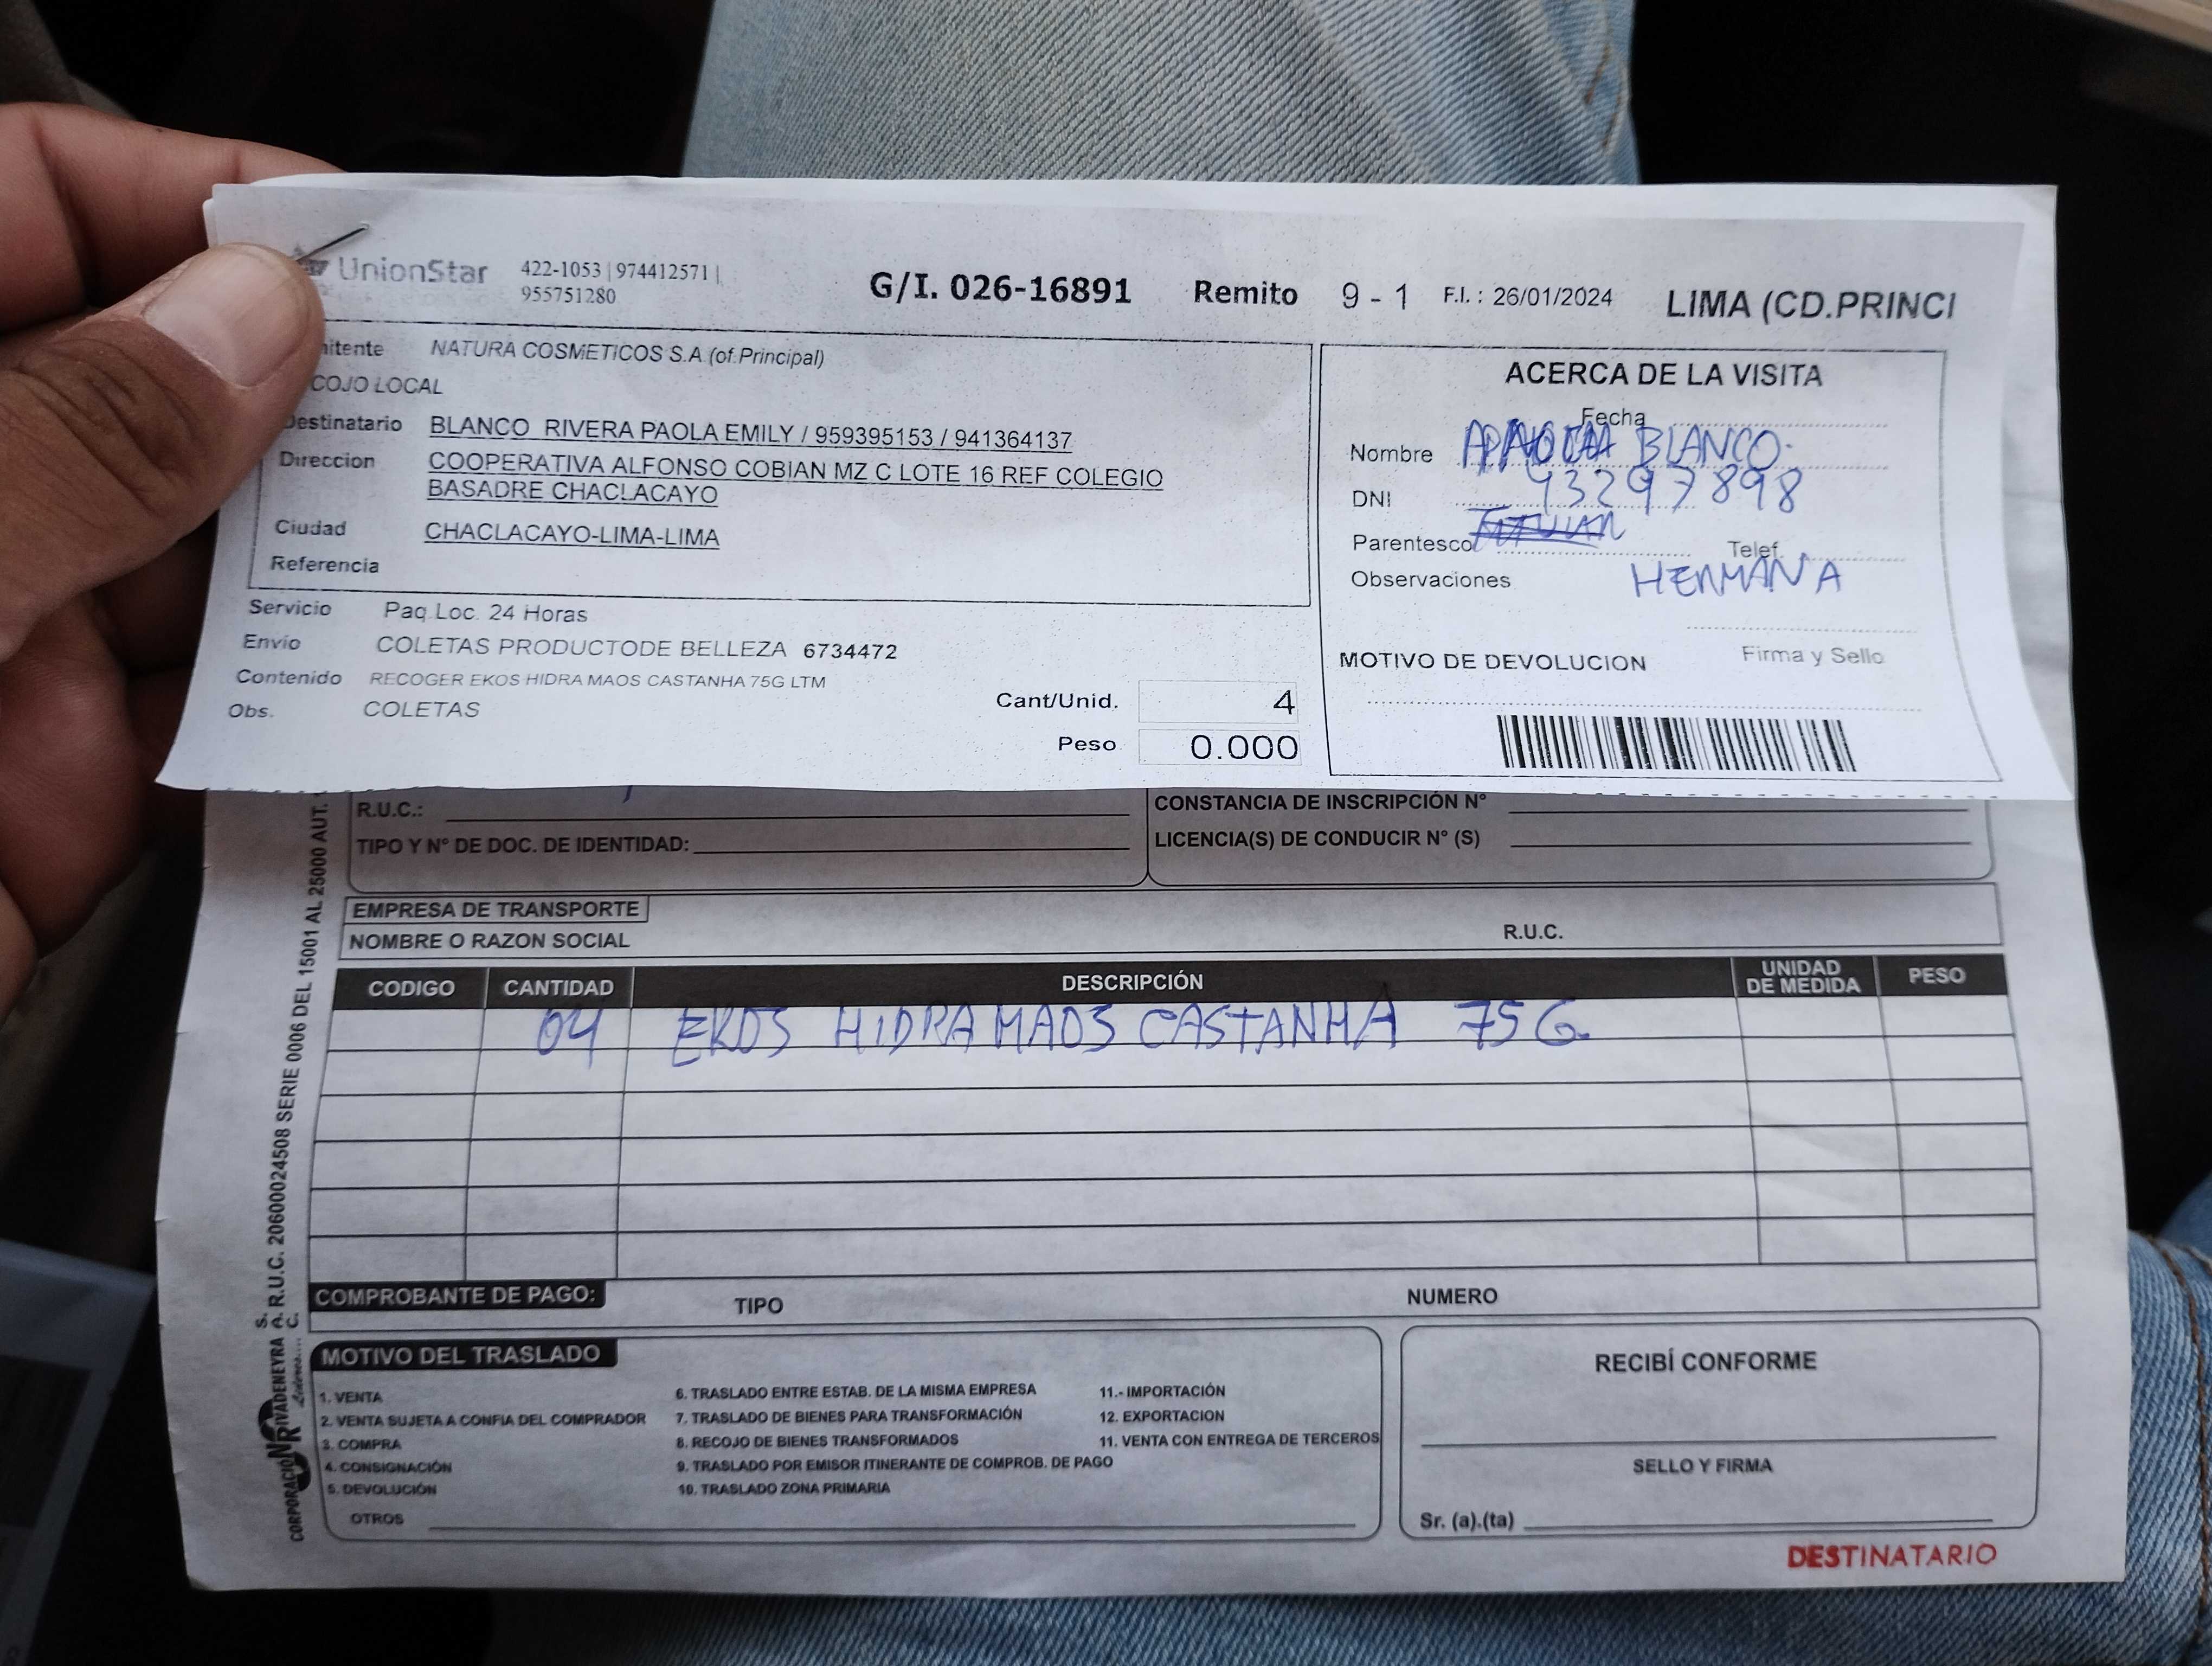 UnionStar 422-1053 | 974412571 |
955751280
G/I. 026-16891 Remito 9 - 1 F.I. : 26/01/2024 LIMA (CD.PRINCI
itente NATURA COSMETICOS S.A (of.Principal)
COJO LOCAL
Destinatario BLANCO RIVERA PAOLA EMILY / 959395153 / 941364137
Direccion COOPERATIVA ALFONSO COBIAN MZ C LOTE 16 REF COLEGIO
BASADRE CHACLACAYO
Ciudad CHACLACAYO-LIMA-LIMA
Referencia
Servicio Paq.Loc. 24 Horas
Envío COLETAS PRODUCTODE BELLEZA 6734472
Contenido RECOGER EKOS HIDRA MAOS CASTANHA 75G LTM
Obs. COLETAS
Cant/Unid. 4
Peso 0.000
ACERCA DE LA VISITA
Fecha
Nombre BLANCO
DNI 43297898
Parentesco
Telef.
Observaciones HERMANA
MOTIVO DE DEVOLUCION
Firma y Sello
R.U.C.:
TIPO Y N° DE DOC. DE IDENTIDAD:
CONSTANCIA DE INSCRIPCIÓN N°
LICENCIA(S) DE CONDUCIR N° (S)
EMPRESA DE TRANSPORTE
NOMBRE O RAZON SOCIAL R.U.C.
CODIGO CANTIDAD DESCRIPCIÓN UNIDAD DE MEDIDA PESO
04 EKOS HIDRA MAOS CASTANHA 75G.
COMPROBANTE DE PAGO: TIPO NUMERO
MOTIVO DEL TRASLADO
1. VENTA
2. VENTA SUJETA A CONFIA DEL COMPRADOR
3. COMPRA
4. CONSIGNACIÓN
5. DEVOLUCIÓN
OTROS
6. TRASLADO ENTRE ESTAB. DE LA MISMA EMPRESA
7. TRASLADO DE BIENES PARA TRANSFORMACIÓN
8. RECOJO DE BIENES TRANSFORMADOS
9. TRASLADO POR EMISOR ITINERANTE DE COMPROB. DE PAGO
10. TRASLADO ZONA PRIMARIA
11.- IMPORTACIÓN
12. EXPORTACION
11. VENTA CON ENTREGA DE TERCEROS
RECIBÍ CONFORME
SELLO Y FIRMA
Sr. (a).(ta)
DESTINATARIO
CORPORACIÓN RIVADENEYRA S.A.C. R.U.C. 20600024508 SERIE 0006 DEL 15001 AL 25000 AUT.